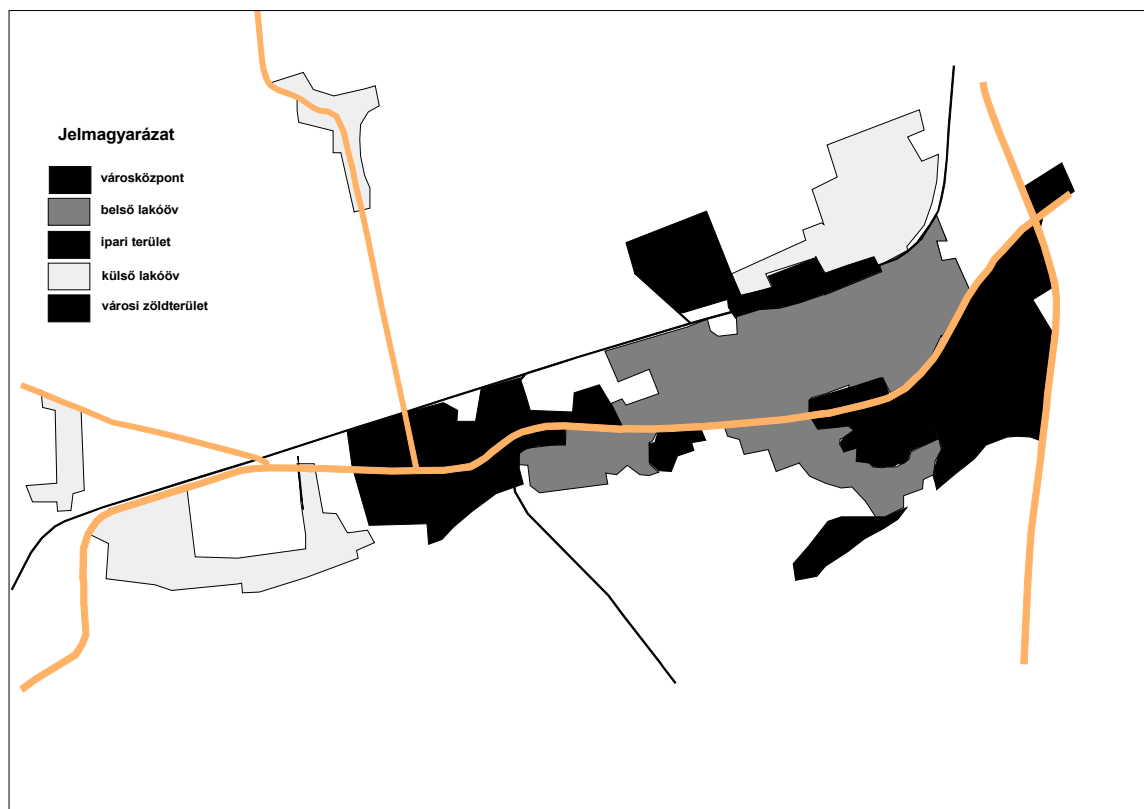 Jelmagyarázat
városközpont
belső lakóöv
ipari terület
külső lakóöv
városi zöldterület